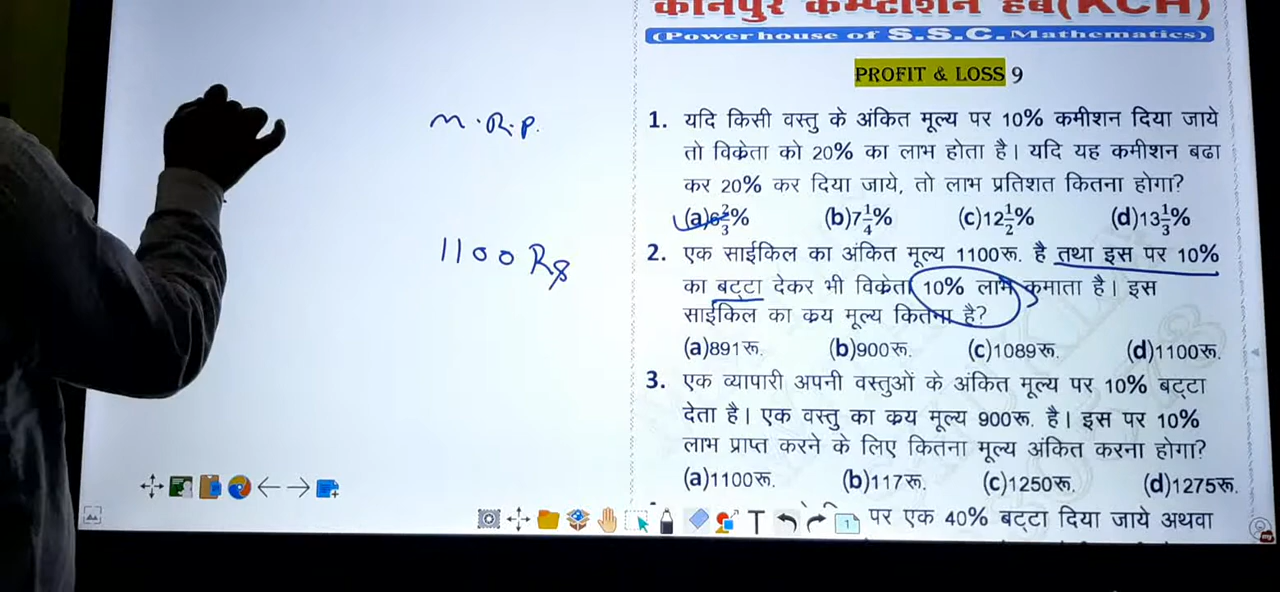 कानपुर कम्प्टीशन हब(KCH)
(Power house of S.S.C. Mathematics)
PROFIT & LOSS 9
M.R.P.
1100 Rs
1. यदि किसी वस्तु के अंकित मूल्य पर 10% कमीशन दिया जाये
तो विक्रेता को 20% का लाभ होता है। यदि यह कमीशन बढा
कर 20% कर दिया जाये, तो लाभ प्रतिशत कितना होगा?
(a)6⅔% (b)7¼% (c)12½% (d)13⅓%
2. एक साईकिल का अंकित मूल्य 1100रू. है तथा इस पर 10%
का बट्टा देकर भी विक्रेता 10% लाभ कमाता है। इस
साईकिल का क्रय मूल्य कितना है?
(a)891रू. (b)900रू. (c)1089रू. (d)1100रू.
3. एक व्यापारी अपनी वस्तुओं के अंकित मूल्य पर 10% बट्टा
देता है। एक वस्तु का क्रय मूल्य 900रू. है। इस पर 10%
लाभ प्राप्त करने के लिए कितना मूल्य अंकित करना होगा?
(a)1100रू. (b)117रू. (c)1250रू. (d)1275रू.
पर एक 40% बट्टा दिया जाये अथवा